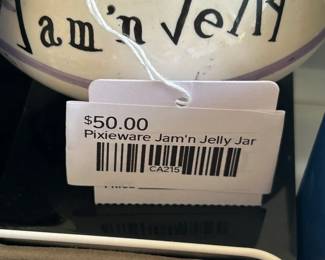 Jam'n Jelly
$50.00
Pixieware Jam'n Jelly Jar
CA215